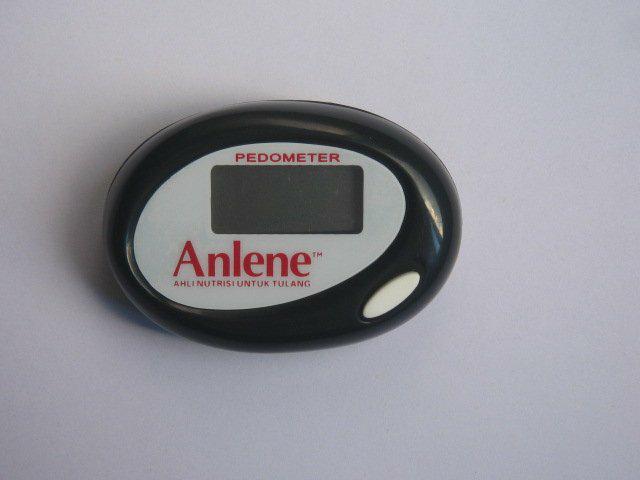 PEDOMETER
Anlene™
AHLI NUTRISI UNTUK TULANG